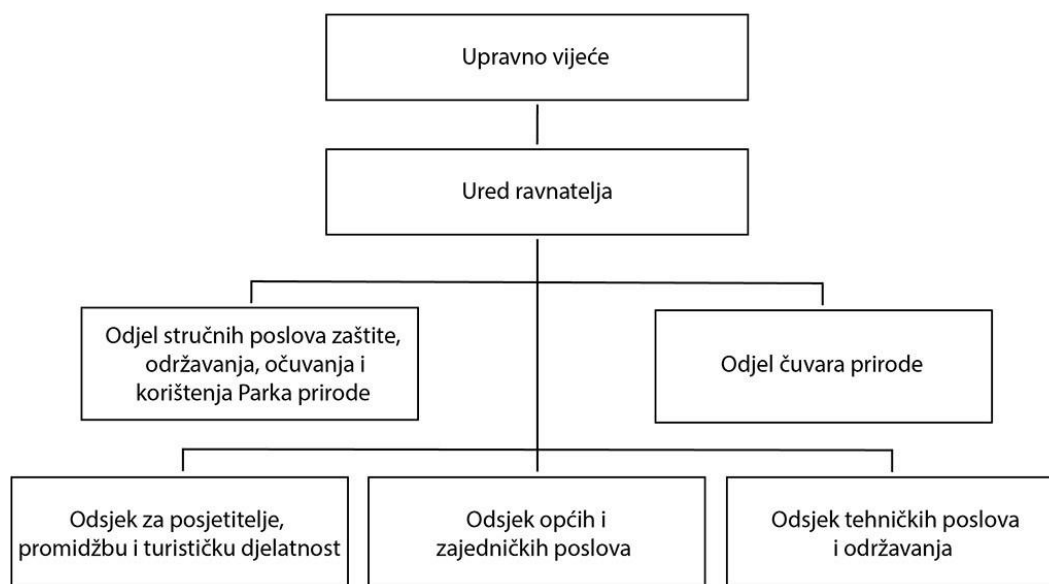 Upravno vijeće
Ured ravnatelja
Odjel stručnih poslova zaštite,
održavanja, očuvanja i
korištenja Parka prirode
Odjel čuvara prirode
Odsjek za posjetitelje,
promidžbu i turističku djelatnost
Odsjek općih i
zajedničkih poslova
Odsjek tehničkih poslova
i održavanja